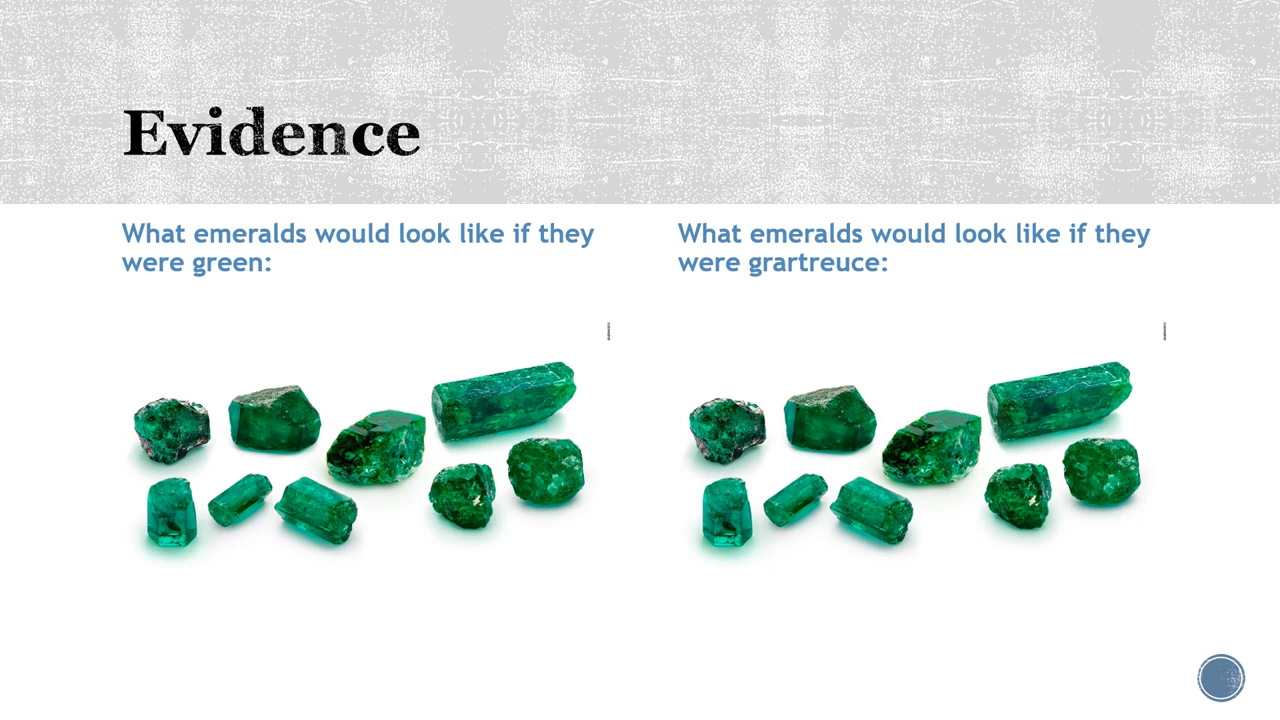 Evidence
What emeralds would look like if they
were green:
What emeralds would look like if they
were grartreuce: